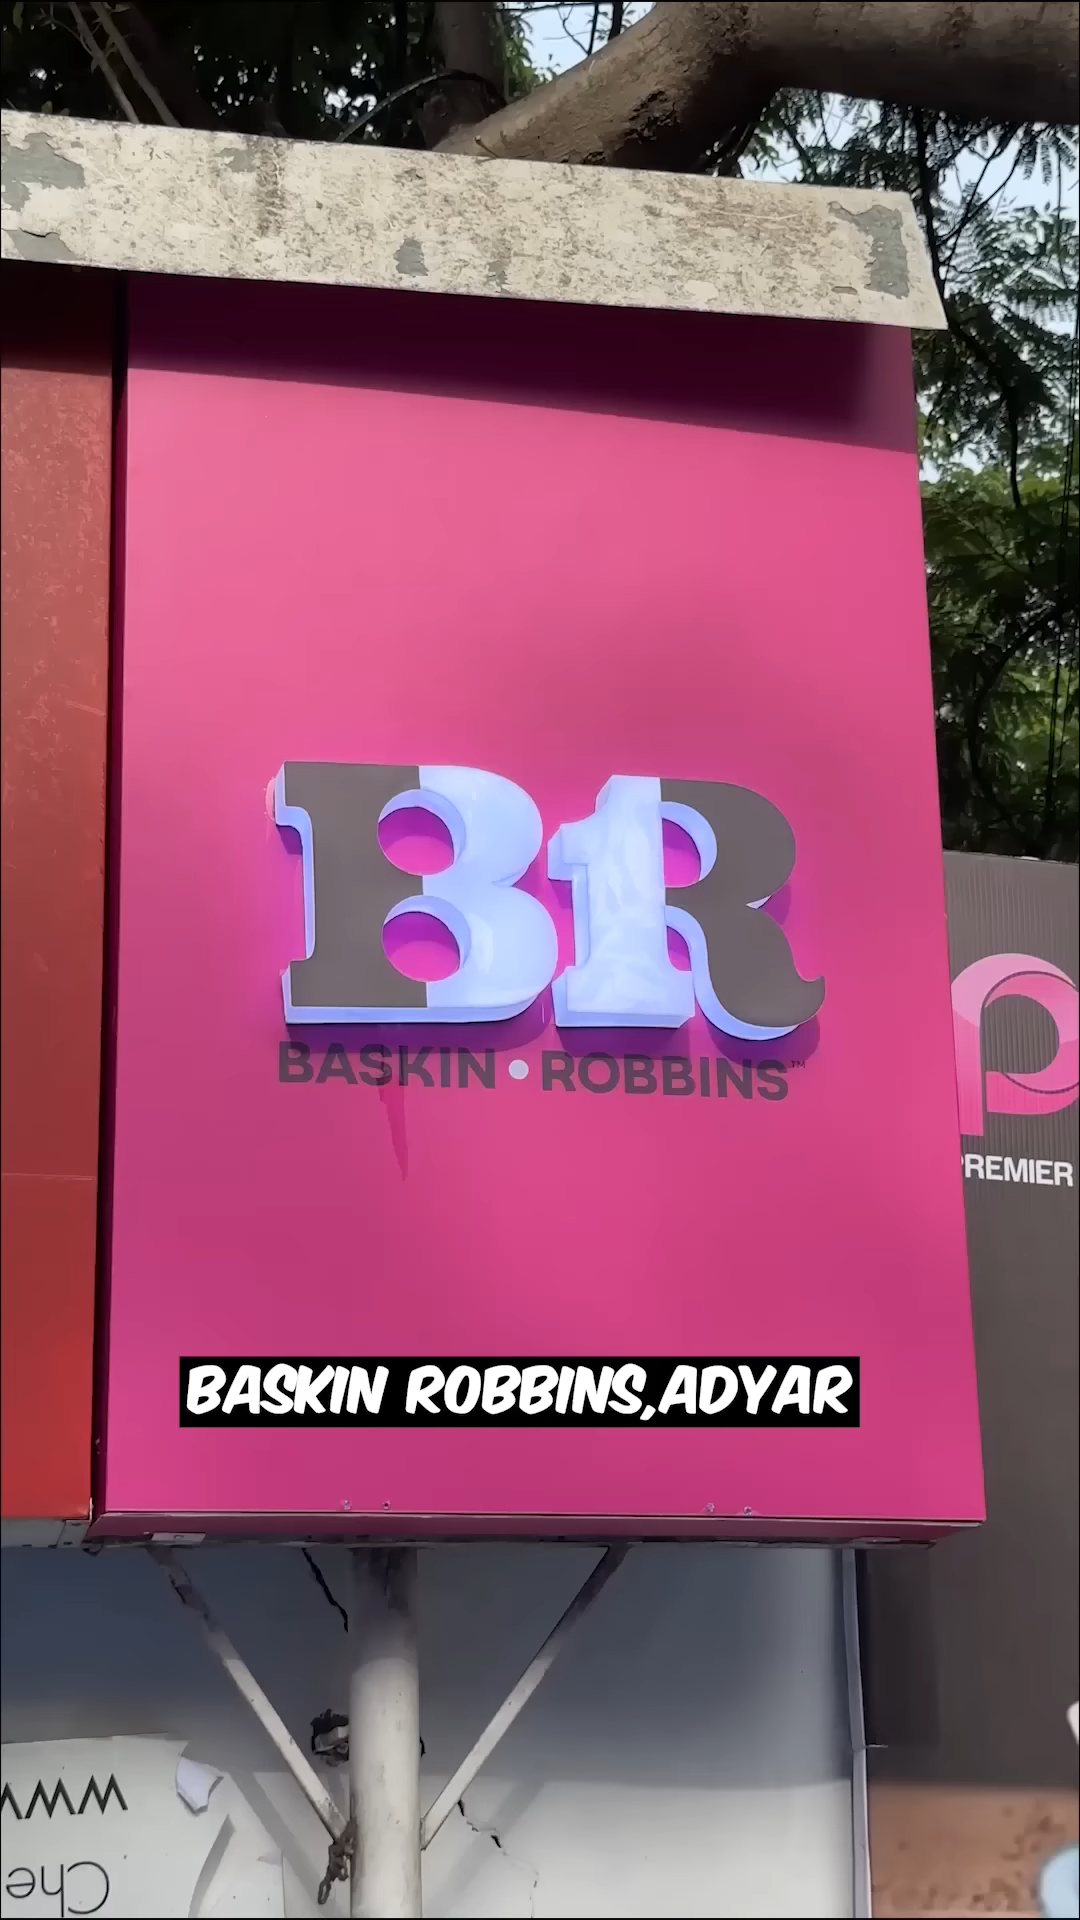 BR
BASKIN • ROBBINS™
PREMIER
BASKIN ROBBINS,ADYAR
www
Che